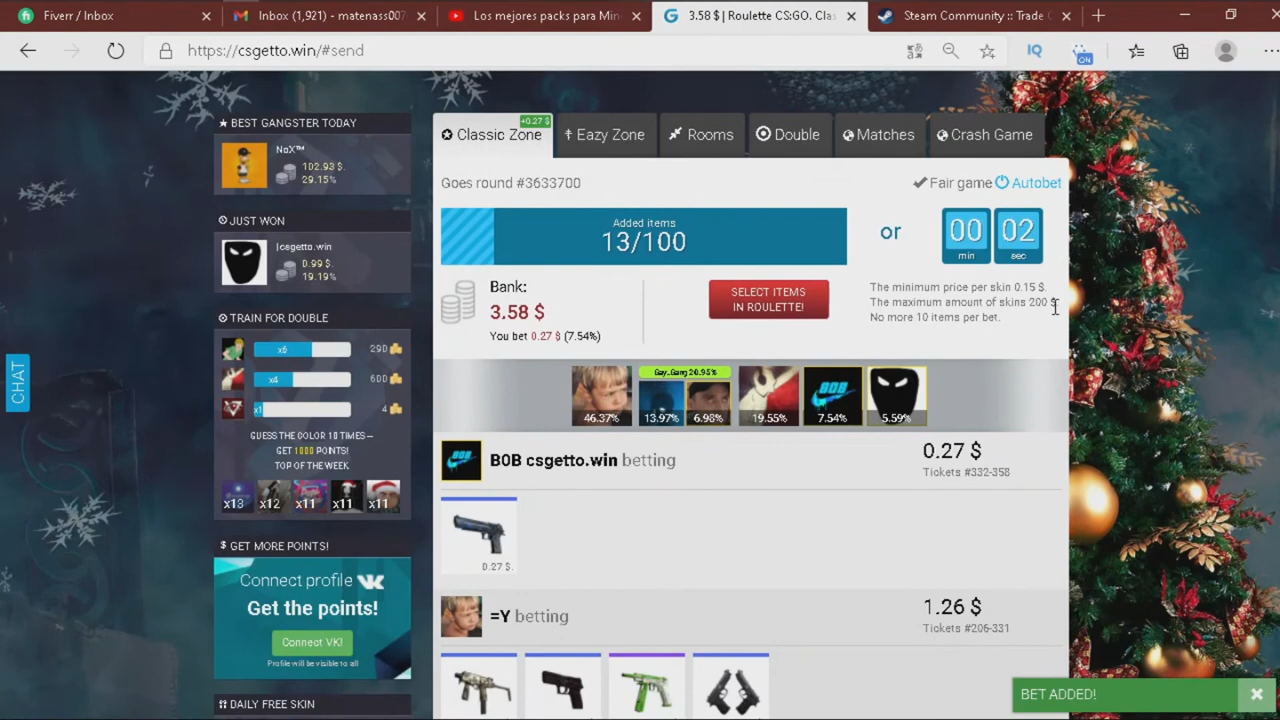 Fiverr / Inbox
Inbox (1,921) - matenass007
Los mejores packs para Min
3.58 $ | Roulette CS:GO. Clas
Steam Community :: Trade O
https://csgetto.win/#send
IQ
ON
BEST GANGSTER TODAY
NaX™
102.93 $.
29.15%
JUST WON
|csgetto.win
0.99 $.
19.19%
TRAIN FOR DOUBLE
x6
290
x4
600
x1
4
GUESS THE COLOR 10 TIMES —
GET 1000 POINTS!
TOP OF THE WEEK
x13
x12
x11
x11
x11
$ GET MORE POINTS!
Connect profile
Get the points!
Connect VK!
Profile will be visible to all
DAILY FREE SKIN
CHAT
+0.27 $
Classic Zone
Eazy Zone
Rooms
Double
Matches
Crash Game
Goes round #3633700
Fair game
Autobet
Added items
13/100
or
00
min
02
sec
Bank:
3.58 $
You bet 0.27 $ (7.54%)
SELECT ITEMS
IN ROULETTE!
The minimum price per skin 0.15 $.
The maximum amount of skins 200 $.
No more 10 items per bet.
Gay_Gang 20.95%
46.37%
13.97%
6.98%
19.55%
BOB
7.54%
5.59%
BOB
B0B csgetto.win betting
0.27 $
Tickets #332-358
0.27 $.
=Y betting
1.26 $
Tickets #206-331
BET ADDED!